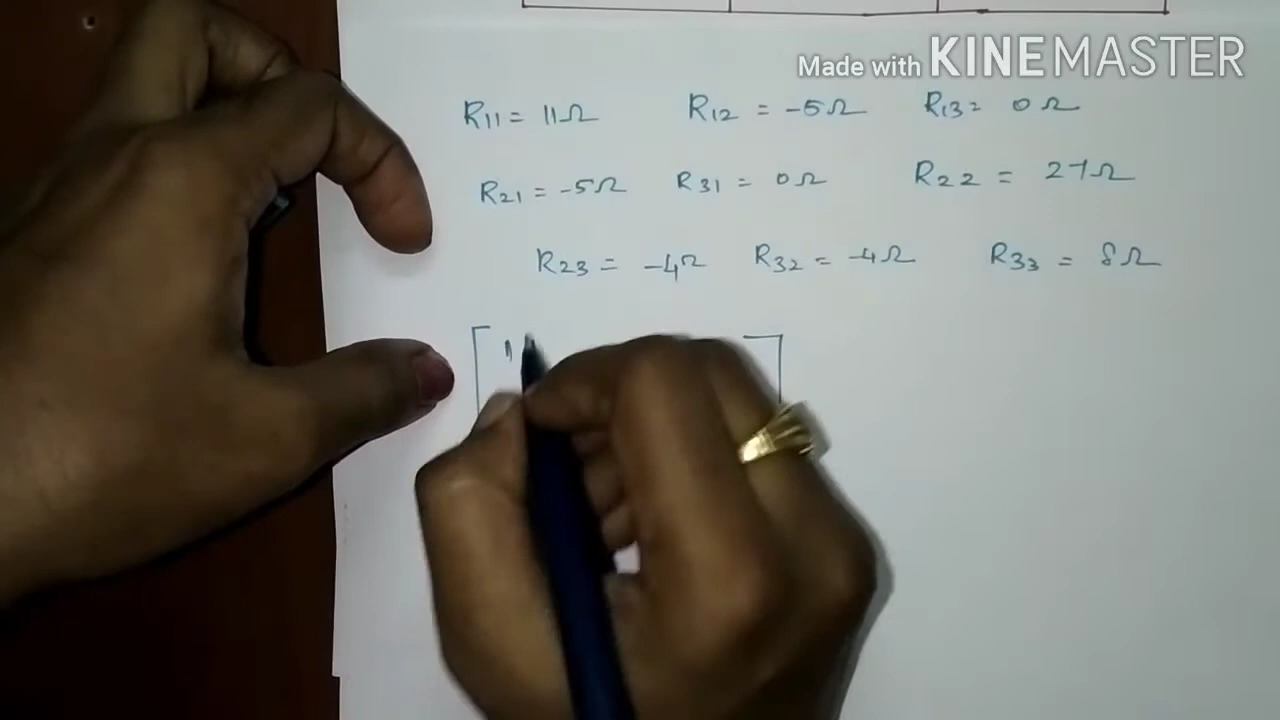 Made with KINEMASTER
R11 = 11Ω R12 = -5Ω R13= 0Ω
R21 = -5Ω R31 = 0Ω R22 = 27Ω
R23 = -4Ω R32 = -4Ω R33 = 8Ω
11